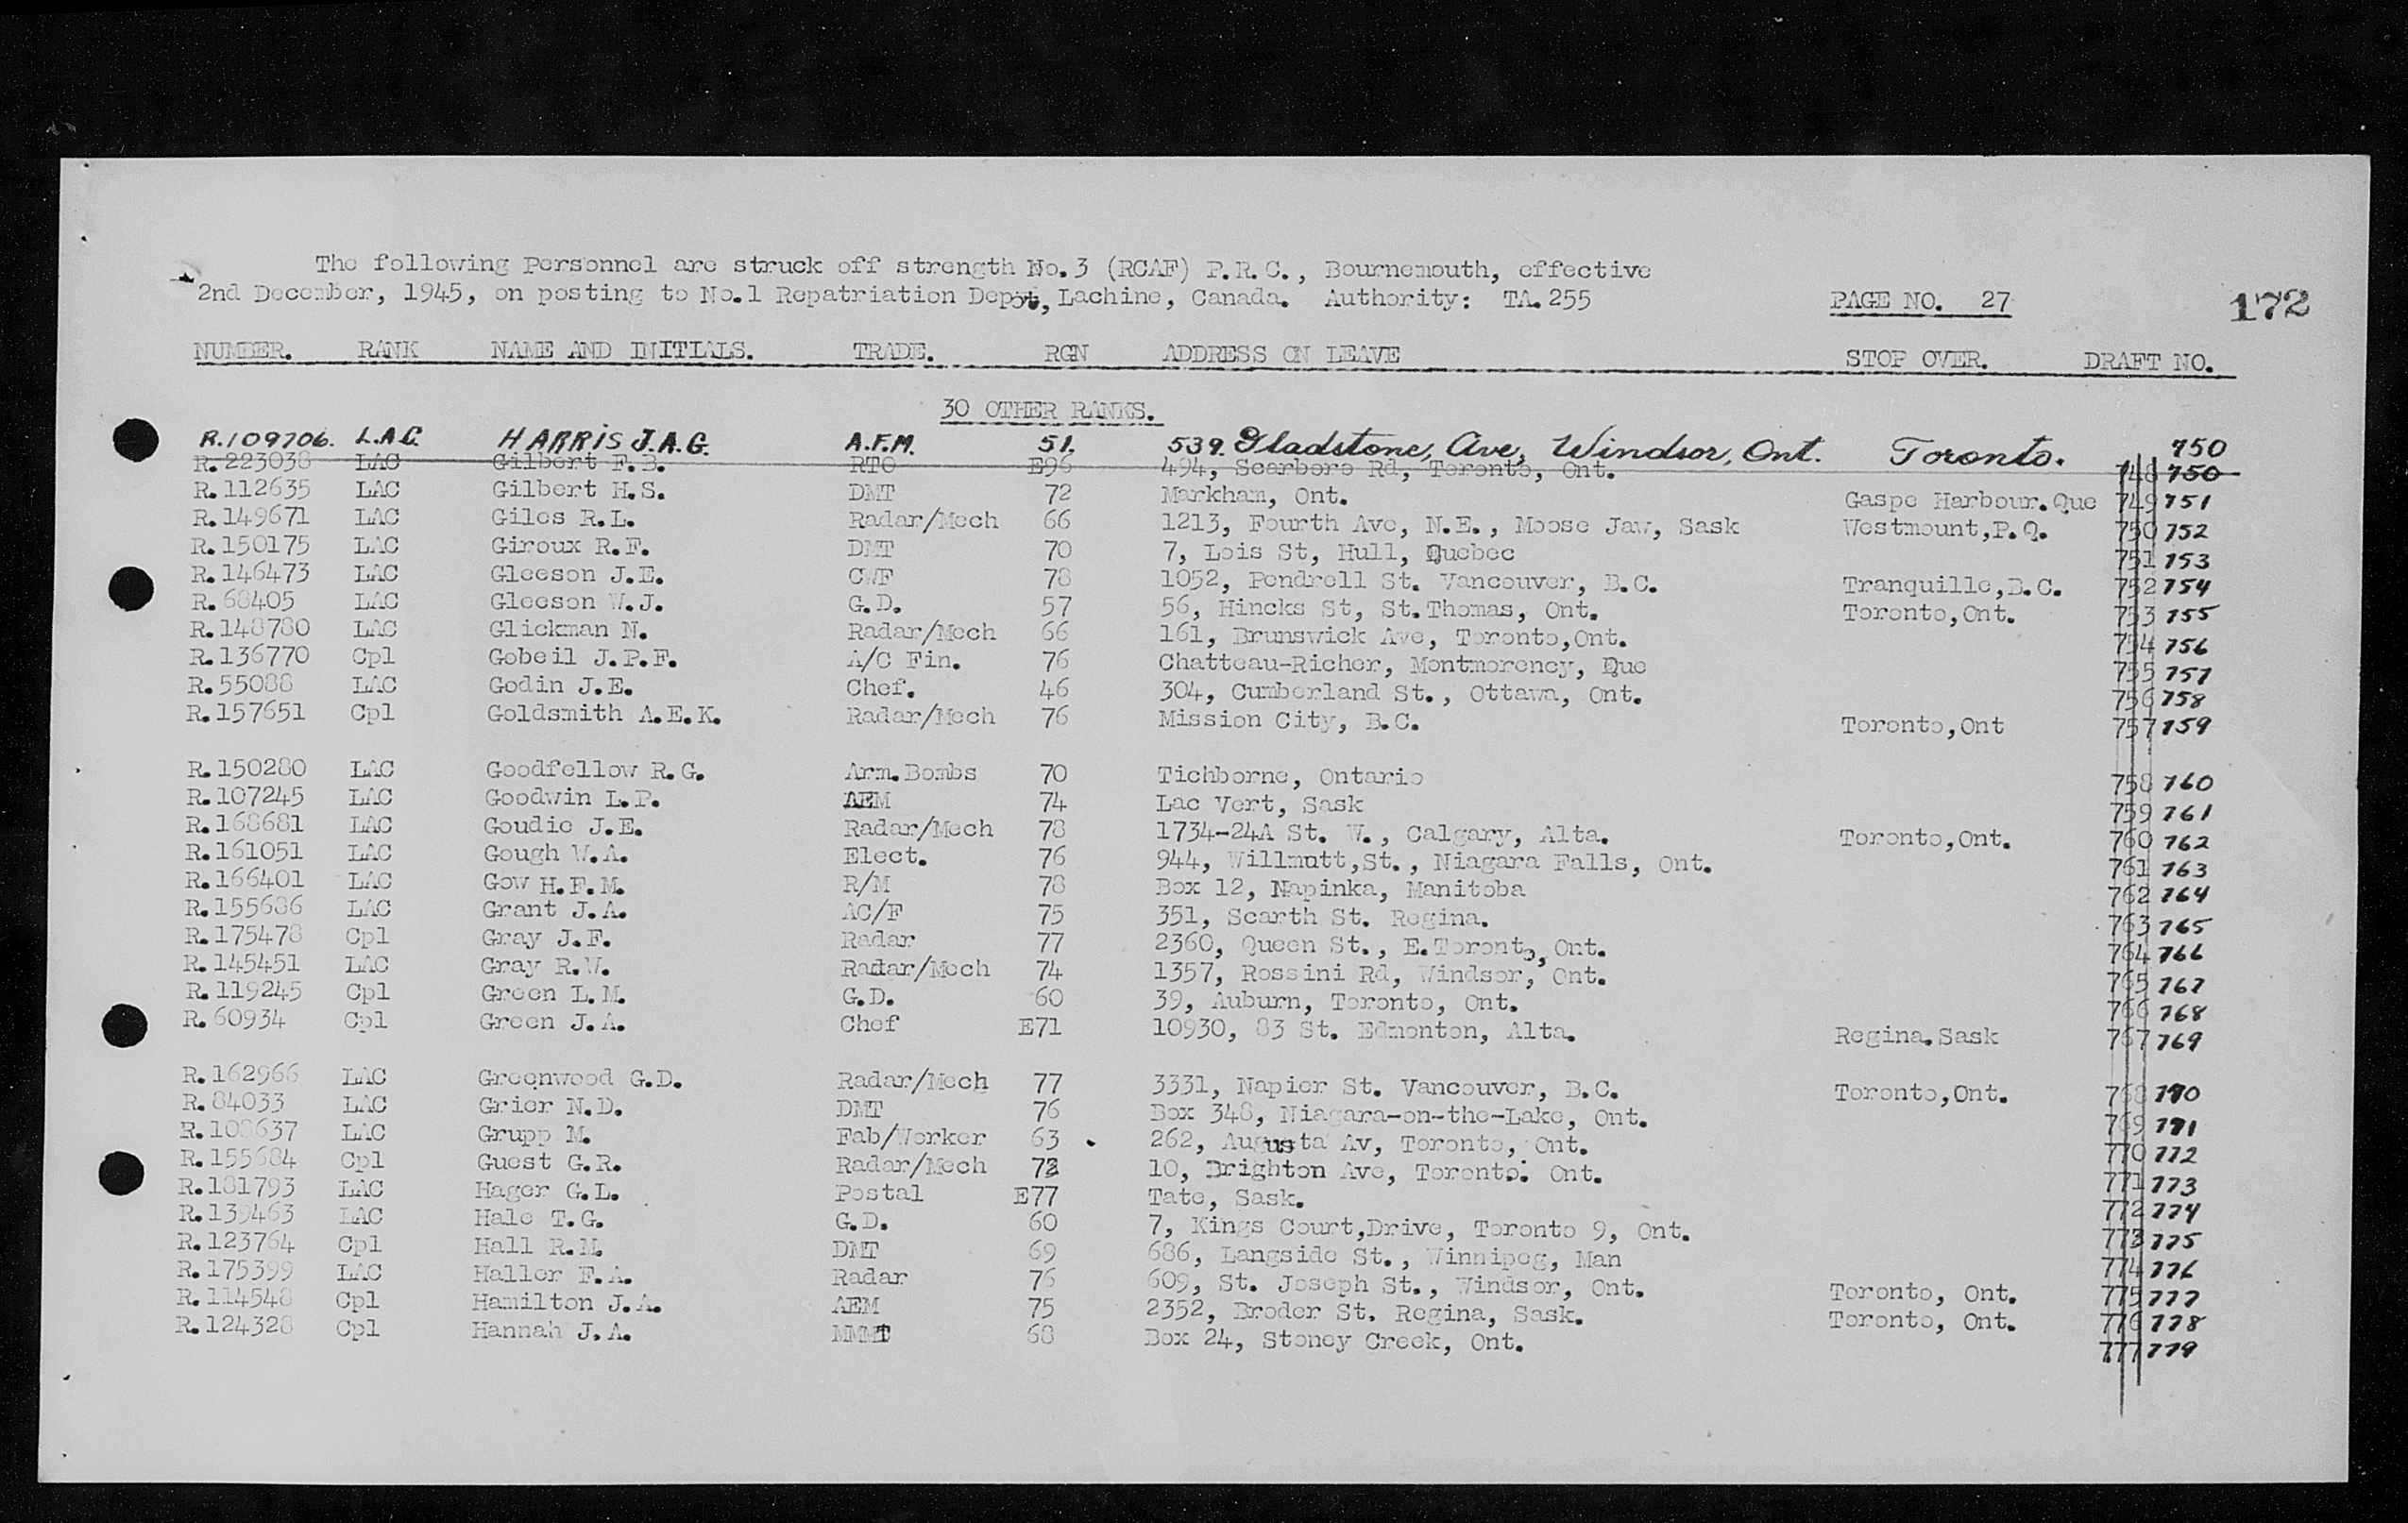 The following Personnel are struck off strength No.3 (RCAF) P.R.C., Bournemouth, effective
2nd December, 1945, on posting to No.1 Repatriation Depot, Lachine, Canada. Authority: TA.255 PAGE NO. 27 172
NUMBER. RANK NAME AND INITIALS. TRADE. RGN ADDRESS ON LEAVE STOP OVER. DRAFT NO.
30 OTHER RANKS.
R.109706. L.A.C. HARRIS J.A.G. A.F.M. 51. 539. Gladstone, Ave, Windsor, Ont. Toronto. 750
R.223038 LAC Gilbert F.B. RTO E96 494, Scarboro Rd, Toronto, Ont. 748 750
R.112635 LAC Gilbert H.S. DMT 72 Markham, Ont. Gaspe Harbour.Que 749 751
R.149671 LAC Giles R.L. Radar/Mech 66 1213, Fourth Ave, N.E., Moose Jaw, Sask Westmount,P.Q. 750 752
R.150175 LAC Giroux R.F. DMT 70 7, Lois St, Hull, Quebec 751 753
R.146473 LAC Gleeson J.E. CWF 78 1052, Pendrell St. Vancouver, B.C. Tranquille,B.C. 752 754
R.68405 LAC Gleeson W.J. G.D. 57 56, Hincks St, St.Thomas, Ont. Toronto,Ont. 753 755
R.148780 LAC Glickman N. Radar/Mech 66 161, Brunswick Ave, Toronto,Ont. 754 756
R.136770 Cpl Gobeil J.P.F. A/C Fin. 76 Chatteau-Richer, Montmorency, Que 755 757
R.55088 LAC Godin J.E. Chef. 46 304, Cumberland St., Ottawa, Ont. 756 758
R.157651 Cpl Goldsmith A.E.K. Radar/Mech 76 Mission City, B.C. Toronto,Ont 757 759
R.150280 LAC Goodfellow R.G. Arm.Bombs 70 Tichborne, Ontario 758 760
R.107245 LAC Goodwin L.P. AEM 74 Lac Vert, Sask 759 761
R.168681 LAC Goudie J.E. Radar/Mech 78 1734-24A St. W., Calgary, Alta. Toronto,Ont. 760 762
R.161051 LAC Gough W.A. Elect. 76 944, Willmutt,St., Niagara Falls, Ont. 761 763
R.166401 LAC Gow H.F.M. R/M 78 Box 12, Napinka, Manitoba 762 764
R.155686 LAC Grant J.A. AC/F 75 351, Scarth St. Regina. 763 765
R.175478 Cpl Gray J.F. Radar 77 2360, Queen St., E.Toronto, Ont. 764 766
R.145451 LAC Gray R.W. Radar/Mech 74 1357, Rossini Rd, Windsor, Ont. 765 767
R.119245 Cpl Green L.M. G.D. 60 39, Auburn, Toronto, Ont. 766 768
R.60934 Cpl Green J.A. Chef E71 10930, 83 St. Edmonton, Alta. Regina.Sask 767 769
R.162966 LAC Greenwood G.D. Radar/Mech 77 3331, Napier St. Vancouver, B.C. Toronto,Ont. 768 770
R.84033 LAC Grier N.D. DMT 76 Box 348, Niagara-on-the-Lake, Ont. 769 771
R.108637 LAC Grupp M. Fab/Worker 63 262, Augusta Av, Toronto, Ont. 770 772
R.155684 Cpl Guest G.R. Radar/Mech 73 10, Brighton Ave, Toronto. Ont. 771 773
R.181793 LAC Hager G.L. Postal E77 Tate, Sask. 772 774
R.139463 LAC Hale T.G. G.D. 60 7, Kings Court,Drive, Toronto 9, Ont. 773 775
R.123764 Cpl Hall R.M. DMT 69 686, Langside St., Winnipeg, Man 774 776
R.175399 LAC Haller F.A. Radar 76 609, St. Joseph St., Windsor, Ont. Toronto, Ont. 775 777
R.114548 Cpl Hamilton J.A. AEM 75 2352, Broder St. Regina, Sask. Toronto, Ont. 776 778
R.124328 Cpl Hannah J.A. MMMT 68 Box 24, Stoney Creek, Ont. 777 779